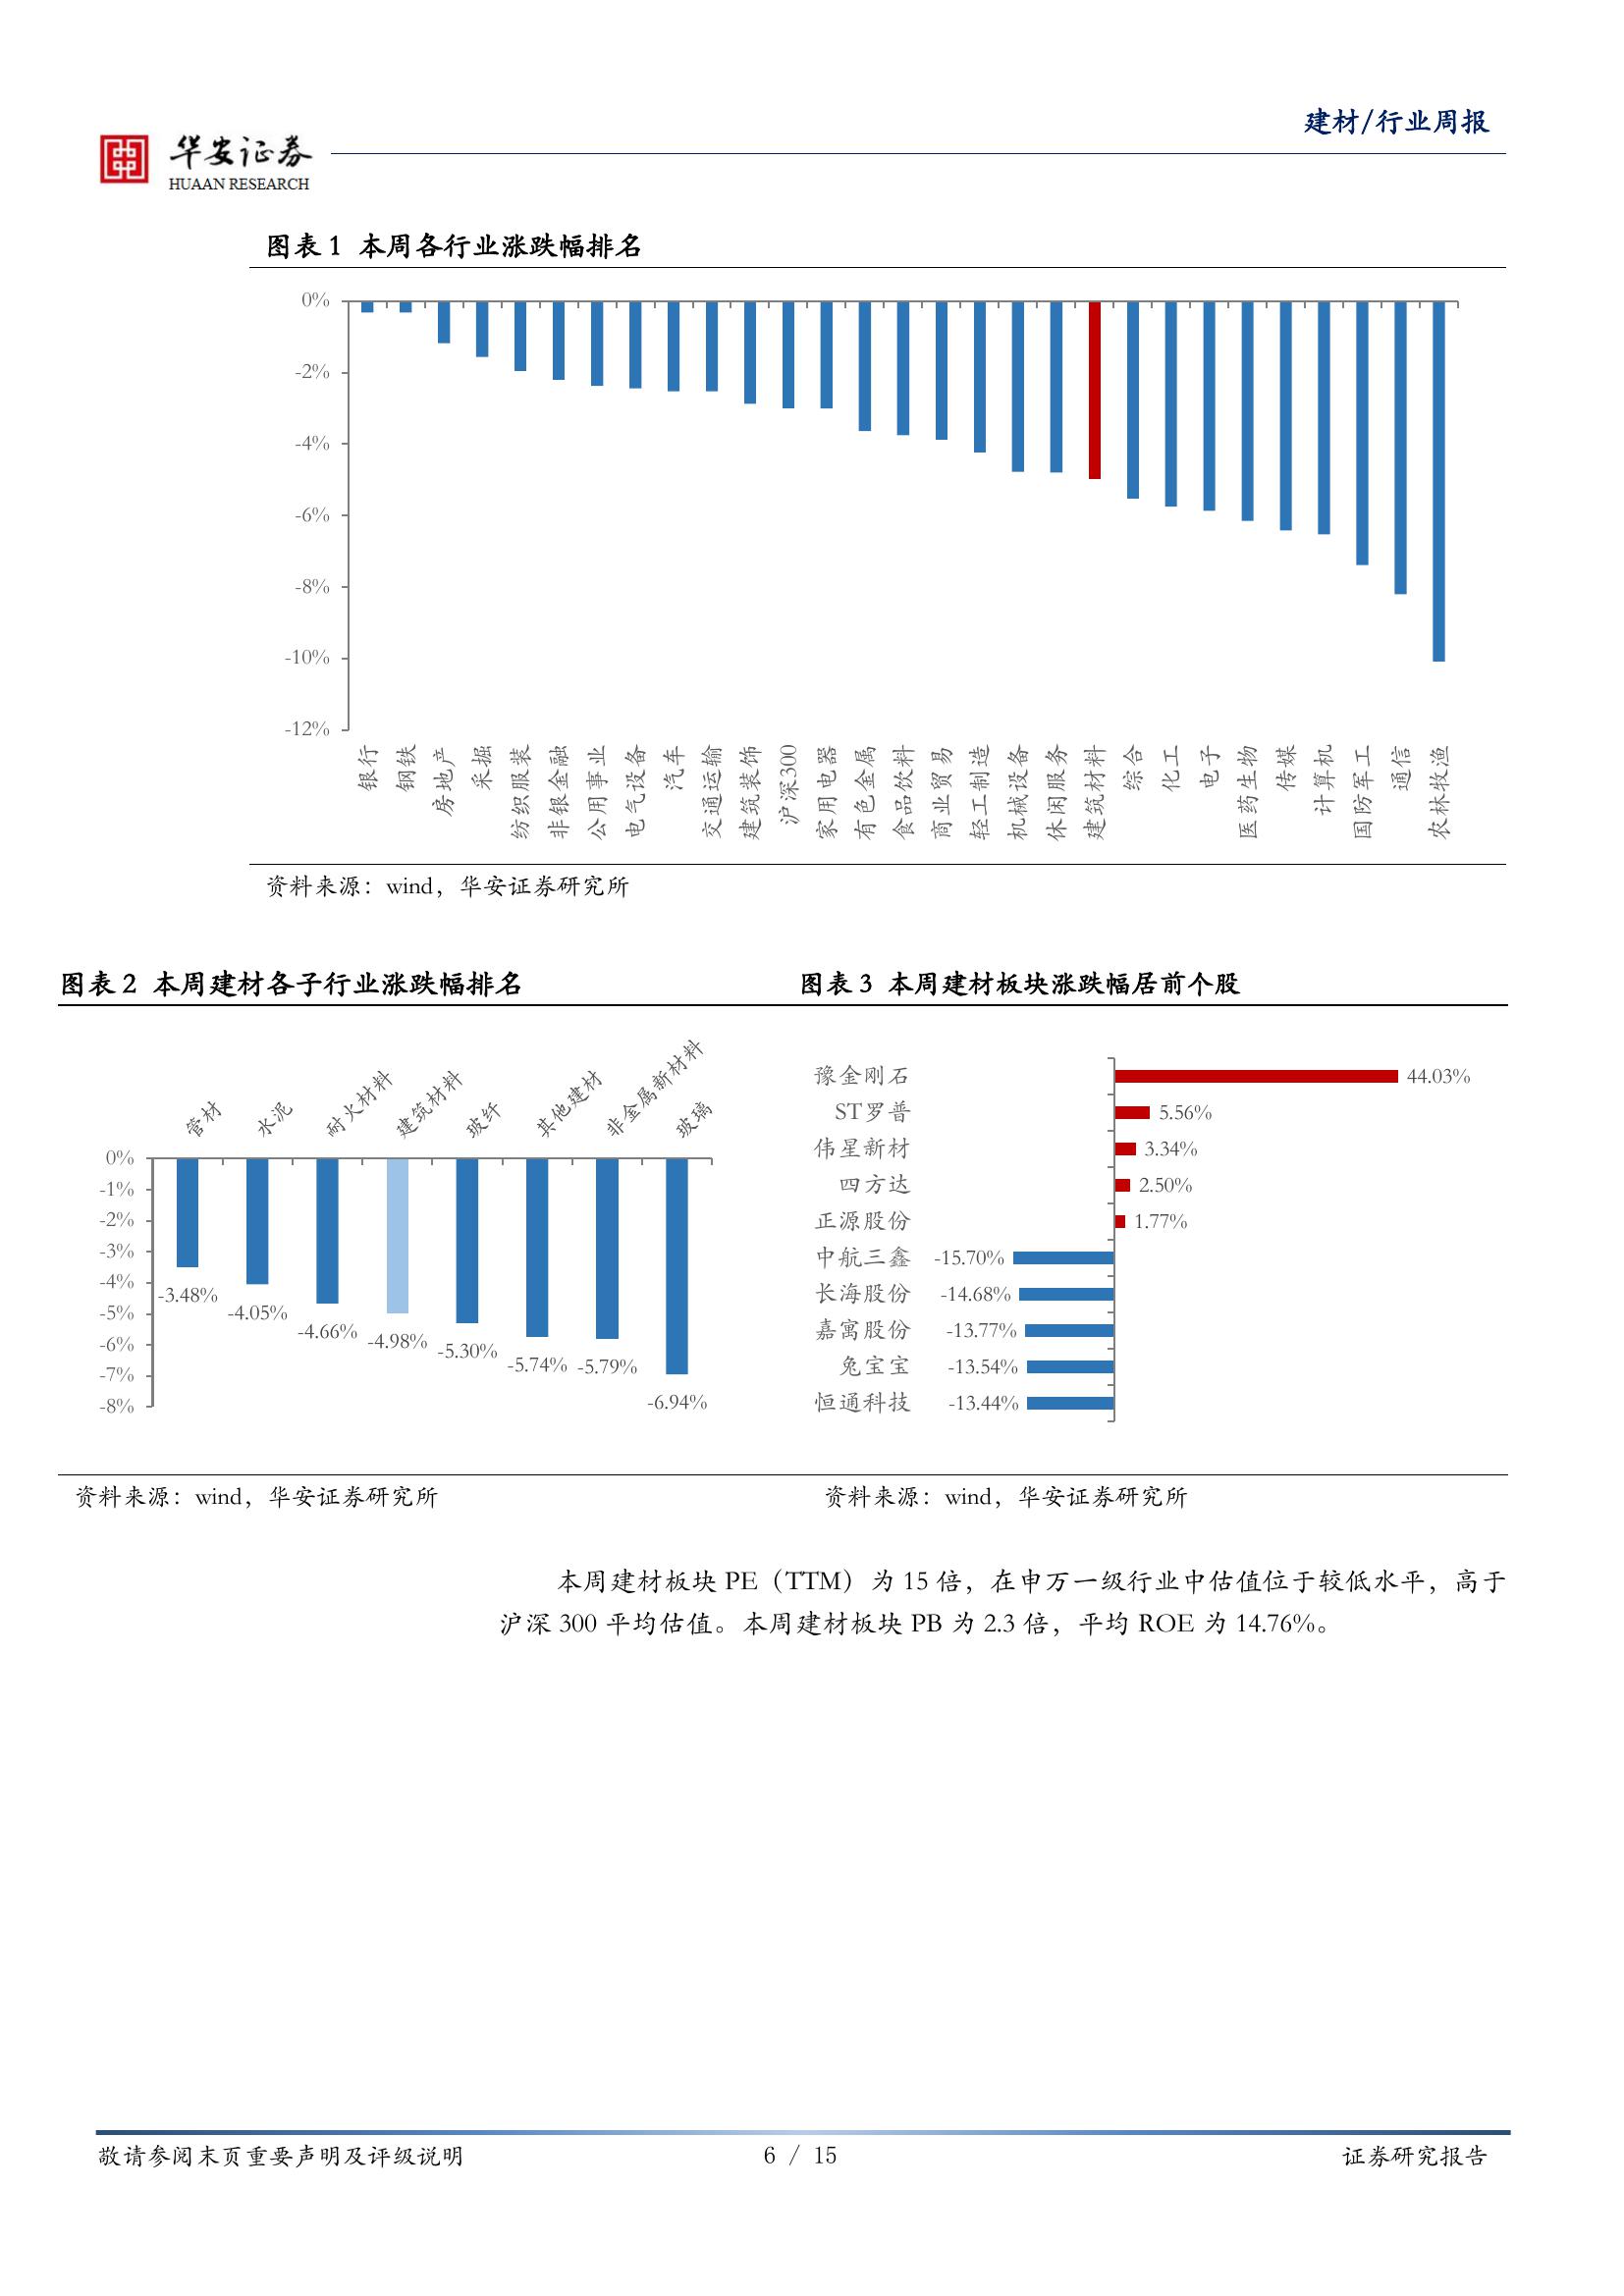 建材/行业周报
华安证券
HUAAN RESEARCH
图表 1 本周各行业涨跌幅排名
0%
-2%
-4%
-6%
-8%
-10%
-12%
银行
钢铁
房地产
采掘
纺织服装
非银金融
公用事业
电气设备
汽车
交通运输
建筑装饰
沪深300
家用电器
有色金属
食品饮料
商业贸易
轻工制造
机械设备
休闲服务
建筑材料
综合
化工
电子
医药生物
传媒
计算机
国防军工
通信
农林牧渔
资料来源：wind，华安证券研究所
图表 2 本周建材各子行业涨跌幅排名
管材
水泥
耐火材料
建筑材料
玻纤
其他建材
非金属新材料
玻璃
0%
-1%
-2%
-3%
-4%
-5%
-6%
-7%
-8%
-3.48%
-4.05%
-4.66%
-4.98%
-5.30%
-5.74%
-5.79%
-6.94%
资料来源：wind，华安证券研究所
图表 3 本周建材板块涨跌幅居前个股
豫金刚石 44.03%
ST罗普 5.56%
伟星新材 3.34%
四方达 2.50%
正源股份 1.77%
中航三鑫 -15.70%
长海股份 -14.68%
嘉寓股份 -13.77%
兔宝宝 -13.54%
恒通科技 -13.44%
资料来源：wind，华安证券研究所
本周建材板块 PE（TTM）为 15 倍，在申万一级行业中估值位于较低水平，高于
沪深 300 平均估值。本周建材板块 PB 为 2.3 倍，平均 ROE 为 14.76%。
敬请参阅末页重要声明及评级说明
6 / 15
证券研究报告